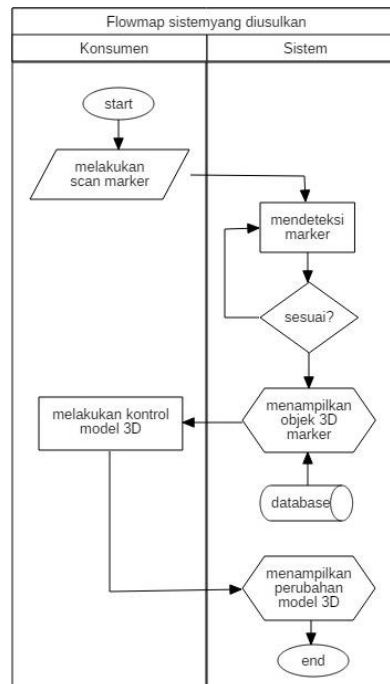 Flowmap sistemyang diusulkan
Konsumen
Sistem
start
melakukan
scan marker
mendeteksi
marker
sesuai?
menampilkan
objek 3D
marker
melakukan kontrol
model 3D
database
menampilkan
perubahan
model 3D
end